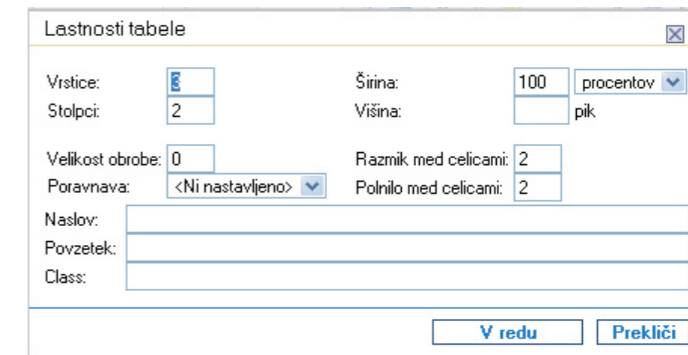 Lastnosti tabele
Vrstice: 3 Širina: 100 procentov
Stolpci: 2 Višina: pik
Velikost obrobe: 0 Razmik med celicami: 2
Poravnava: <Ni nastavljeno> Polnilo med celicami: 2
Naslov:
Povzetek:
Class:
V redu Prekliči